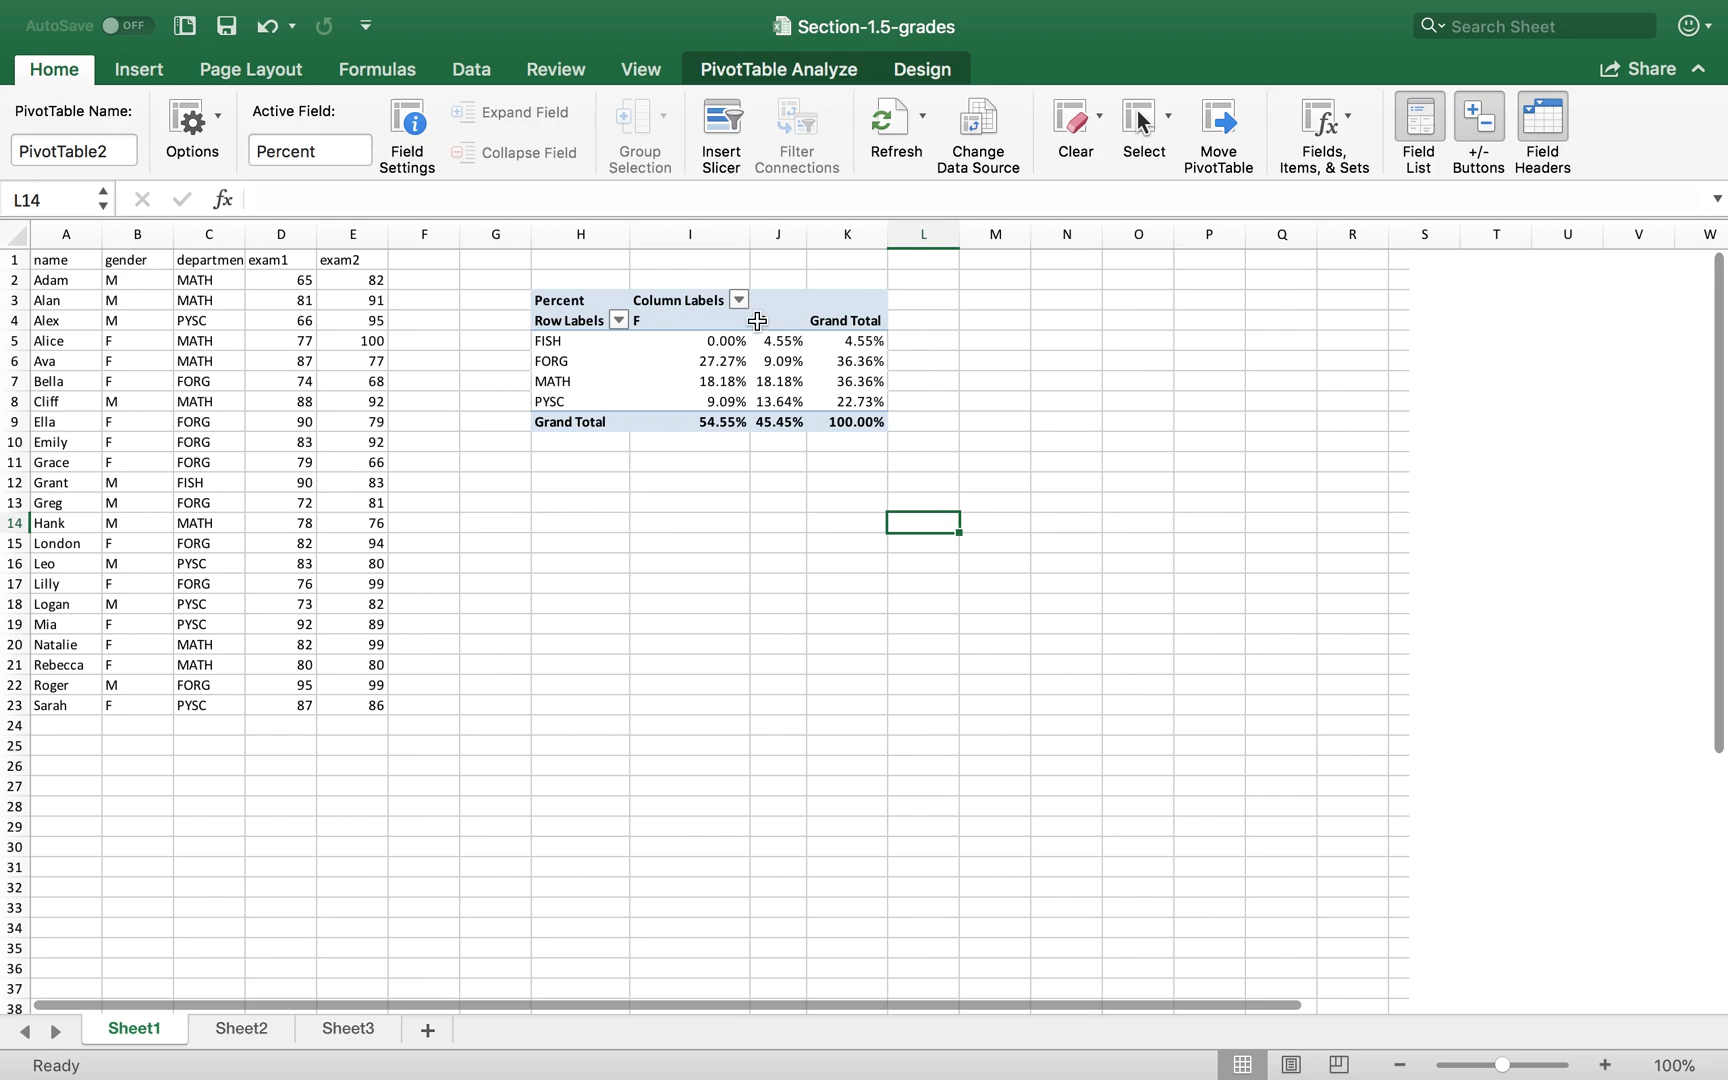 AutoSave OFF
Section-1.5-grades
Search Sheet
Home Insert Page Layout Formulas Data Review View PivotTable Analyze Design Share
PivotTable Name:
PivotTable2
Options
Active Field:
Percent
Field Settings
Expand Field
Collapse Field
Group Selection
Insert Slicer
Filter Connections
Refresh
Change Data Source
Clear
Select
Move PivotTable
Fields, Items, & Sets
Field List
+/- Buttons
Field Headers
L14 fx
A B C D E F G H I J K L M N O P Q R S T U V W
1 name gender departmen exam1 exam2
2 Adam M MATH 65 82
3 Alan M MATH 81 91 Percent Column Labels
4 Alex M PYSC 66 95 Row Labels F Grand Total
5 Alice F MATH 77 100 FISH 0.00% 4.55% 4.55%
6 Ava F MATH 87 77 FORG 27.27% 9.09% 36.36%
7 Bella F FORG 74 68 MATH 18.18% 18.18% 36.36%
8 Cliff M MATH 88 92 PYSC 9.09% 13.64% 22.73%
9 Ella F FORG 90 79 Grand Total 54.55% 45.45% 100.00%
10 Emily F FORG 83 92
11 Grace F FORG 79 66
12 Grant M FISH 90 83
13 Greg M FORG 72 81
14 Hank M MATH 78 76
15 London F FORG 82 94
16 Leo M PYSC 83 80
17 Lilly F FORG 76 99
18 Logan M PYSC 73 82
19 Mia F PYSC 92 89
20 Natalie F MATH 82 99
21 Rebecca F MATH 80 80
22 Roger M FORG 95 99
23 Sarah F PYSC 87 86
24
25
26
27
28
29
30
31
32
33
34
35
36
37
38
Sheet1 Sheet2 Sheet3 +
Ready 100%